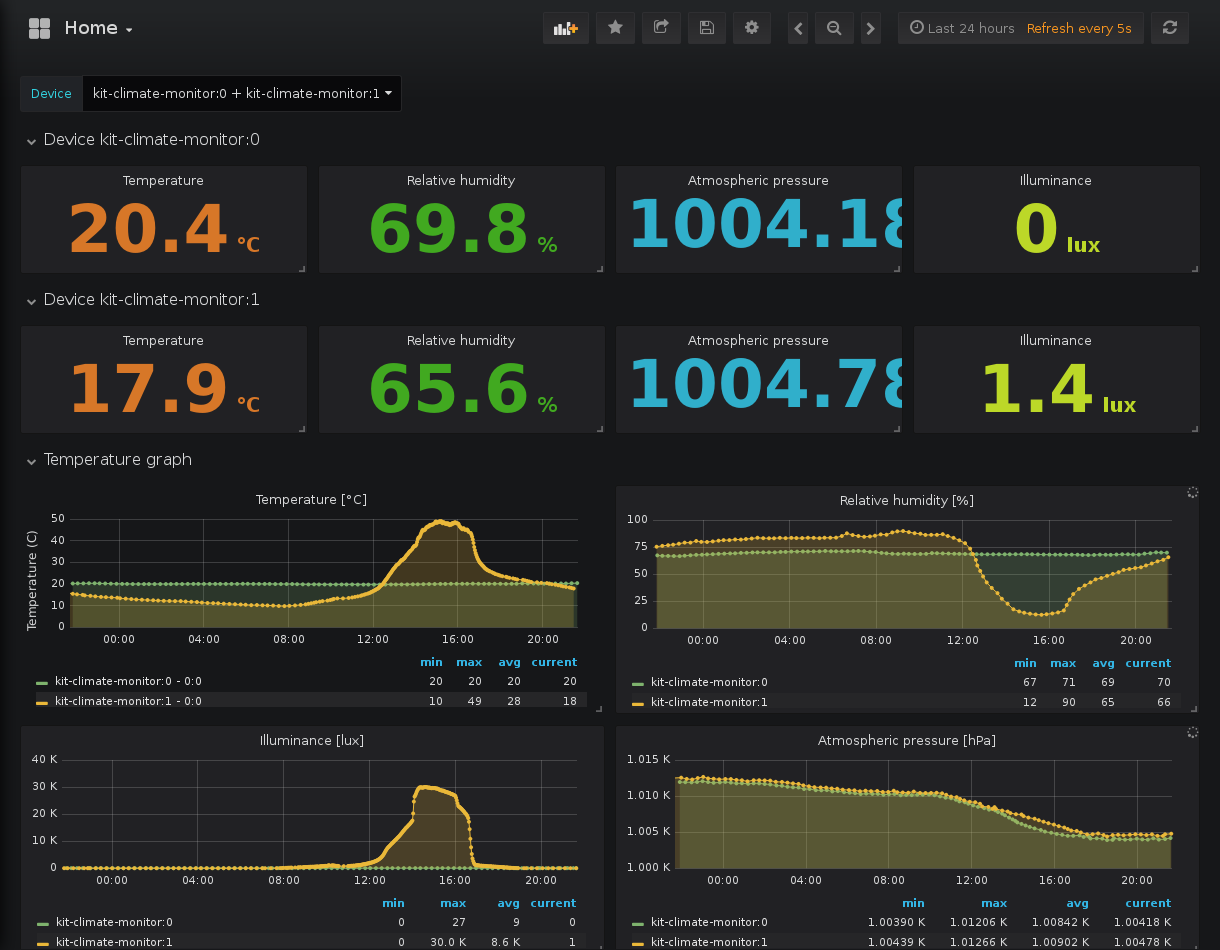 Home
Last 24 hours Refresh every 5s
Device kit-climate-monitor:0 + kit-climate-monitor:1
Device kit-climate-monitor:0
Temperature Relative humidity Atmospheric pressure Illuminance
20.4 °C 69.8 % 1004.18 0 lux
Device kit-climate-monitor:1
Temperature Relative humidity Atmospheric pressure Illuminance
17.9 °C 65.6 % 1004.78 1.4 lux
Temperature graph
Temperature [°C]
Temperature (C)
50
40
30
20
10
0
00:00 04:00 08:00 12:00 16:00 20:00
min max avg current
kit-climate-monitor:0 - 0:0 20 20 20 20
kit-climate-monitor:1 - 0:0 10 49 28 18
Relative humidity [%]
100
75
50
25
0
00:00 04:00 08:00 12:00 16:00 20:00
min max avg current
kit-climate-monitor:0 67 71 69 70
kit-climate-monitor:1 12 90 65 66
Illuminance [lux]
40 K
30 K
20 K
10 K
0
00:00 04:00 08:00 12:00 16:00 20:00
min max avg current
kit-climate-monitor:0 0 27 9 0
kit-climate-monitor:1 0 30.0 K 8.6 K 1
Atmospheric pressure [hPa]
1.015 K
1.010 K
1.005 K
1.000 K
00:00 04:00 08:00 12:00 16:00 20:00
min max avg current
kit-climate-monitor:0 1.00390 K 1.01206 K 1.00842 K 1.00418 K
kit-climate-monitor:1 1.00439 K 1.01266 K 1.00902 K 1.00478 K